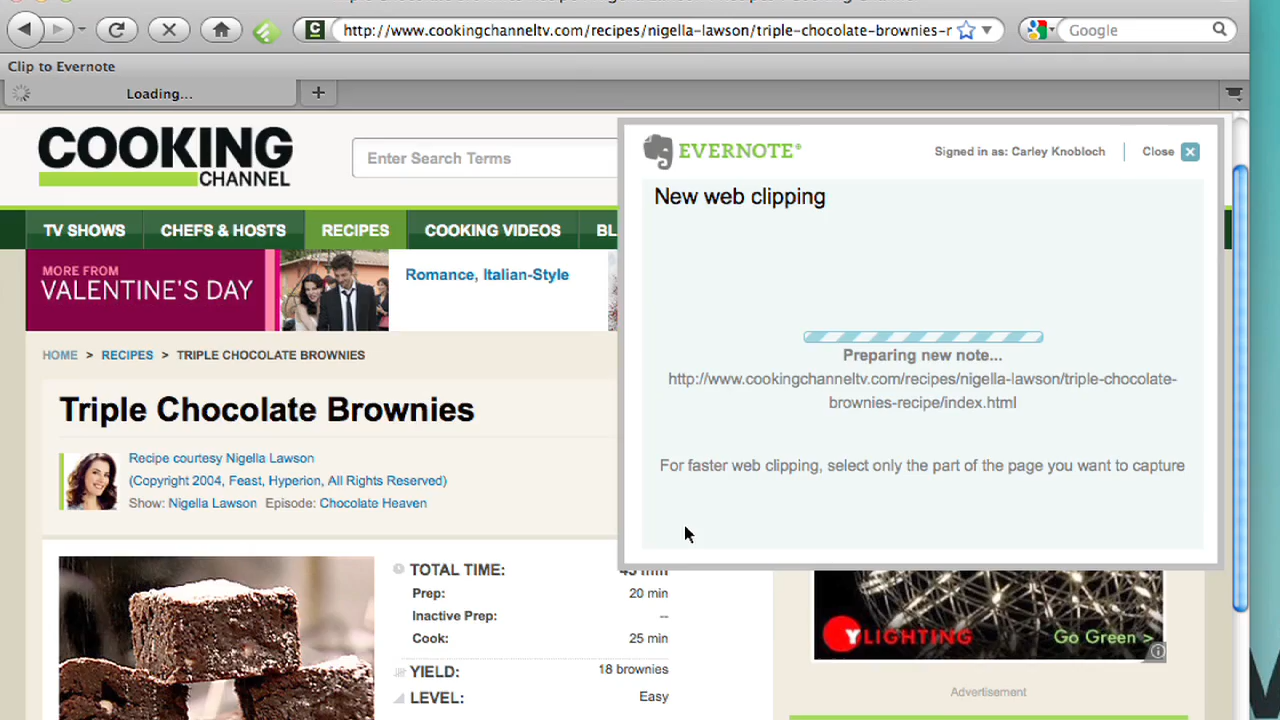 http://www.cookingchanneltv.com/recipes/nigella-lawson/triple-chocolate-brownies-r
Google
Clip to Evernote
Loading...
COOKING
CHANNEL
Enter Search Terms
EVERNOTE®
Signed in as: Carley Knobloch
Close
New web clipping
TV SHOWS
CHEFS & HOSTS
RECIPES
COOKING VIDEOS
BL
MORE FROM
VALENTINE'S DAY
Romance, Italian-Style
Preparing new note...
http://www.cookingchanneltv.com/recipes/nigella-lawson/triple-chocolate-
brownies-recipe/index.html
For faster web clipping, select only the part of the page you want to capture
HOME > RECIPES > TRIPLE CHOCOLATE BROWNIES
Triple Chocolate Brownies
Recipe courtesy Nigella Lawson
(Copyright 2004, Feast, Hyperion, All Rights Reserved)
Show: Nigella Lawson Episode: Chocolate Heaven
TOTAL TIME: 45 min
Prep: 20 min
Inactive Prep: --
Cook: 25 min
YIELD: 18 brownies
LEVEL: Easy
YLIGHTING
Go Green >
Advertisement